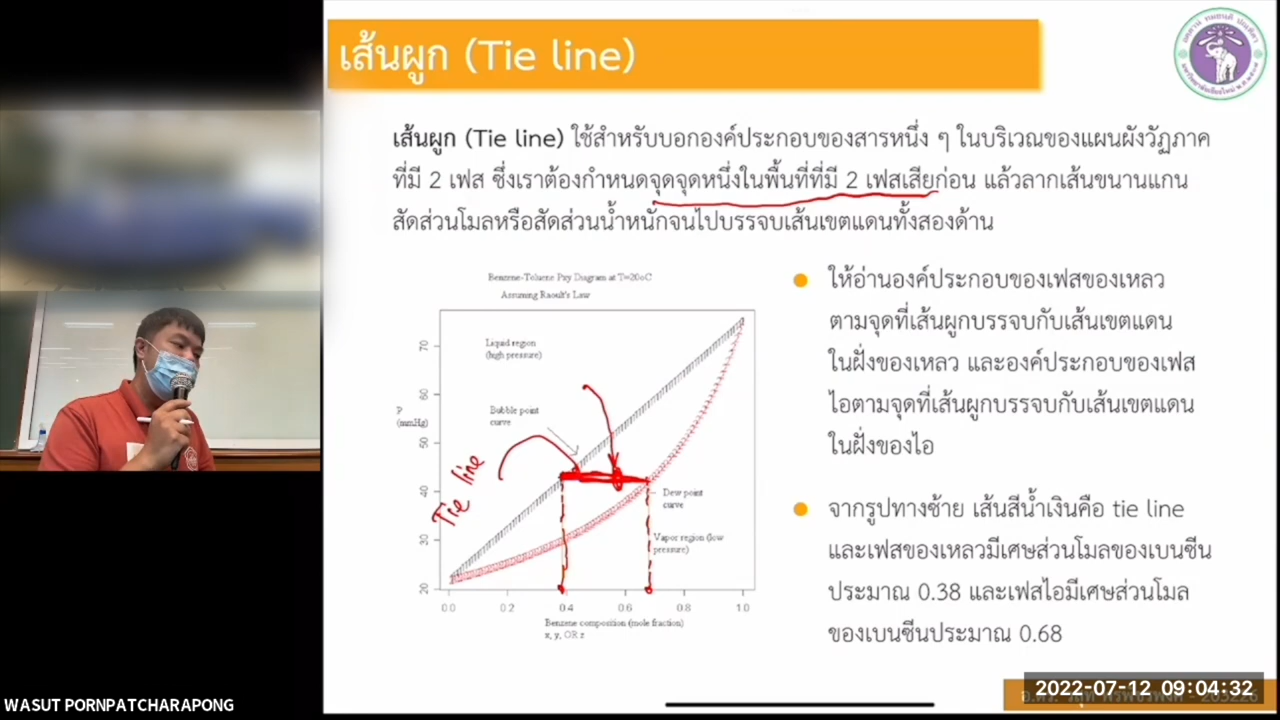 เส้นผูก (Tie line)
เส้นผูก (Tie line) ใช้สำหรับบอกองค์ประกอบของสารหนึ่ง ๆ ในบริเวณของแผนผังวัฏภาค
ที่มี 2 เฟส ซึ่งเราต้องกำหนดจุดจุดหนึ่งในพื้นที่ที่มี 2 เฟสเสียก่อน แล้วลากเส้นขนานแกน
สัดส่วนโมลหรือสัดส่วนน้ำหนักจนไปบรรจบเส้นเขตแดนทั้งสองด้าน
Benzene-Toluene Pxy Diagram at T=20oC
Assuming Raoult's Law
Liquid region
(high pressure)
Bubble point
curve
P
(mmHg)
70
60
50
40
30
20
Tie line
Dew point
curve
Vapor region (low
pressure)
0.0 0.2 0.4 0.6 0.8 1.0
Benzene composition (mole fraction)
x, y, OR z
ให้อ่านองค์ประกอบของเฟสของเหลว
ตามจุดที่เส้นผูกบรรจบกับเส้นเขตแดน
ในฝั่งของเหลว และองค์ประกอบของเฟส
ไอตามจุดที่เส้นผูกบรรจบกับเส้นเขตแดน
ในฝั่งของไอ
จากรูปทางซ้าย เส้นสีน้ำเงินคือ tie line
และเฟสของเหลวมีเศษส่วนโมลของเบนซีน
ประมาณ 0.38 และเฟสไอมีเศษส่วนโมล
ของเบนซีนประมาณ 0.68
2022-07-12 09:04:32
WASUT PORNPATCHARAPONG